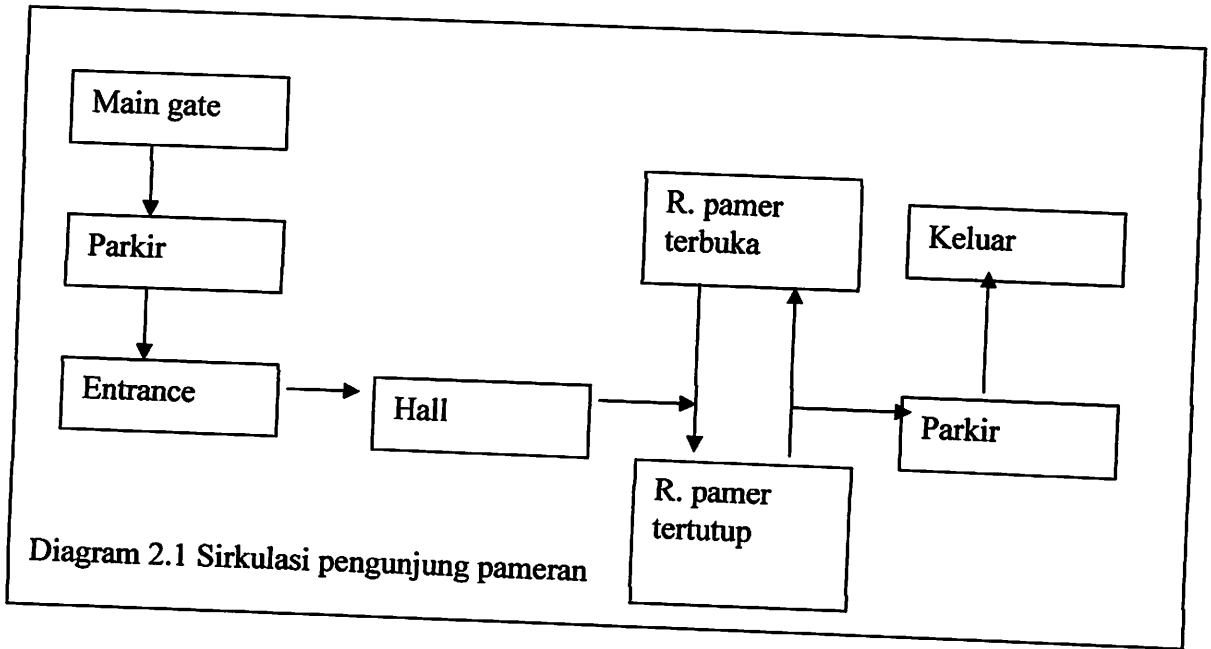 Main gate
Parkir
Entrance
Hall
R. pamer
terbuka
R. pamer
tertutup
Keluar
Parkir
Diagram 2.1 Sirkulasi pengunjung pameran